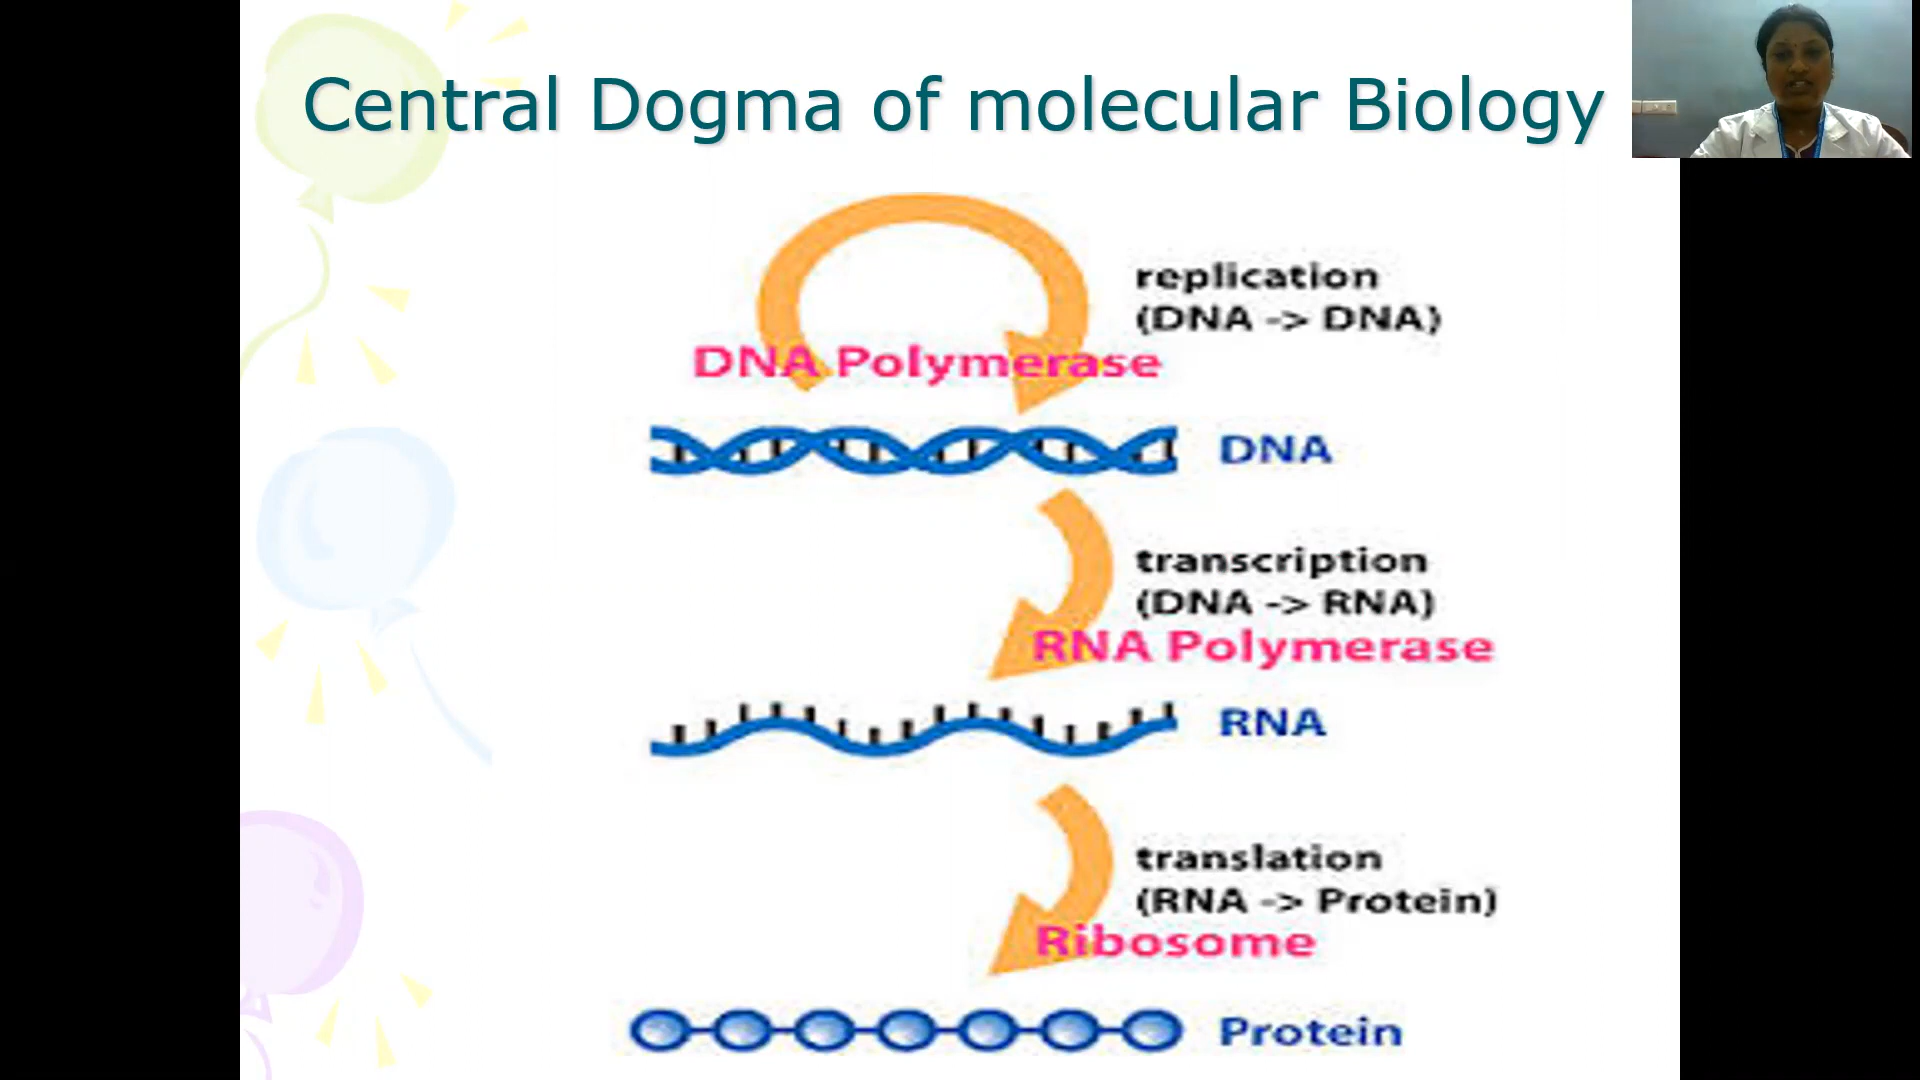 Central Dogma of molecular Biology
replication
(DNA -> DNA)
DNA Polymerase
DNA
transcription
(DNA -> RNA)
RNA Polymerase
RNA
translation
(RNA -> Protein)
Ribosome
Protein